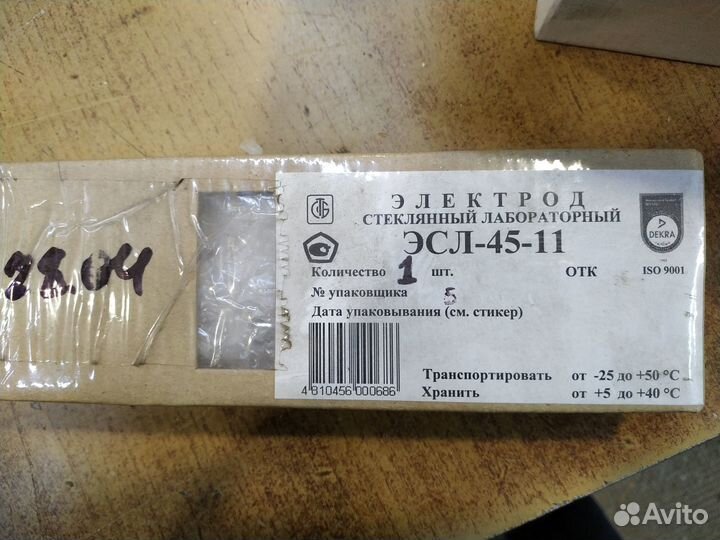 ЭЛЕКТРОД
СТЕКЛЯННЫЙ ЛАБОРАТОРНЫЙ
ЭСЛ-45-11
Количество 1 шт. ОТК
№ упаковщика 5
Дата упаковывания (см. стикер)
4 810456 000686
Транспортировать от -25 до +50 °С
Хранить от +5 до +40 °С
СТБ
DEKRA
ISO 9001
28.04
Avito